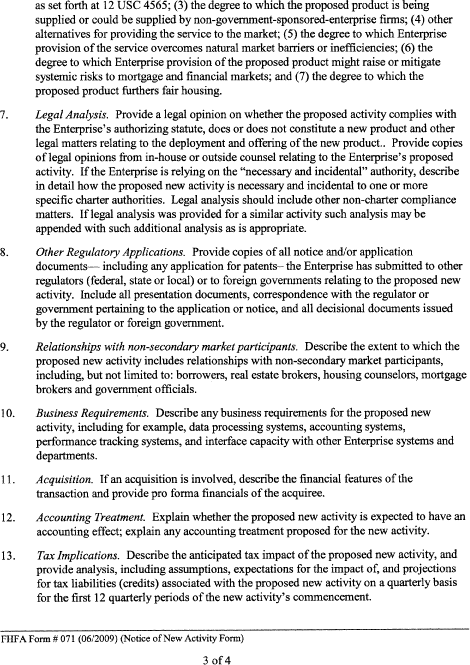 as set forth at 12 USC 4565; (3) the degree to which the proposed product is being
supplied or could be supplied by non-government-sponsored-enterprise firms; (4) other
alternatives for providing the service to the market; (5) the degree to which Enterprise
provision of the service overcomes natural market barriers or inefficiencies; (6) the
degree to which Enterprise provision of the proposed product might raise or mitigate
systemic risks to mortgage and financial markets; and (7) the degree to which the
proposed product furthers fair housing.
7. Legal Analysis. Provide a legal opinion on whether the proposed activity complies with
the Enterprise's authorizing statute, does or does not constitute a new product and other
legal matters relating to the deployment and offering of the new product.. Provide copies
of legal opinions from in-house or outside counsel relating to the Enterprise's proposed
activity. If the Enterprise is relying on the “necessary and incidental” authority, describe
in detail how the proposed new activity is necessary and incidental to one or more
specific charter authorities. Legal analysis should include other non-charter compliance
matters. If legal analysis was provided for a similar activity such analysis may be
appended with such additional analysis as is appropriate.
8. Other Regulatory Applications. Provide copies of all notice and/or application
documents— including any application for patents– the Enterprise has submitted to other
regulators (federal, state or local) or to foreign governments relating to the proposed new
activity. Include all presentation documents, correspondence with the regulator or
government pertaining to the application or notice, and all decisional documents issued
by the regulator or foreign government.
9. Relationships with non-secondary market participants. Describe the extent to which the
proposed new activity includes relationships with non-secondary market participants,
including, but not limited to: borrowers, real estate brokers, housing counselors, mortgage
brokers and government officials.
10. Business Requirements. Describe any business requirements for the proposed new
activity, including for example, data processing systems, accounting systems,
performance tracking systems, and interface capacity with other Enterprise systems and
departments.
11. Acquisition. If an acquisition is involved, describe the financial features of the
transaction and provide pro forma financials of the acquiree.
12. Accounting Treatment. Explain whether the proposed new activity is expected to have an
accounting effect; explain any accounting treatment proposed for the new activity.
13. Tax Implications. Describe the anticipated tax impact of the proposed new activity, and
provide analysis, including assumptions, expectations for the impact of, and projections
for tax liabilities (credits) associated with the proposed new activity on a quarterly basis
for the first 12 quarterly periods of the new activity's commencement.
FHFA Form # 071 (06/2009) (Notice of New Activity Form)
3 of 4